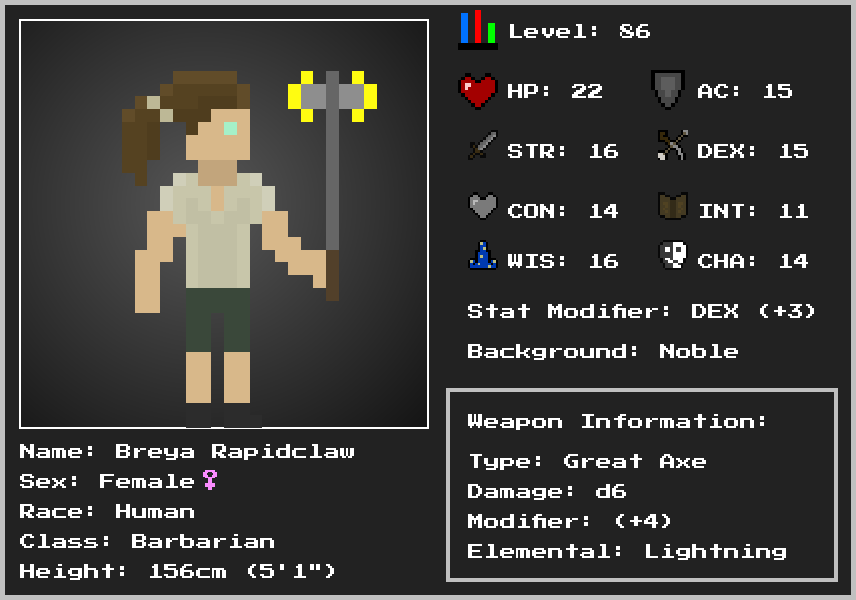 Level: 86
HP: 22
AC: 15
STR: 16
DEX: 15
CON: 14
INT: 11
WIS: 16
CHA: 14
Stat Modifier: DEX (+3)
Background: Noble
Weapon Information:
Type: Great Axe
Damage: d6
Modifier: (+4)
Elemental: Lightning
Name: Breya Rapidclaw
Sex: Female♀
Race: Human
Class: Barbarian
Height: 156cm (5'1")